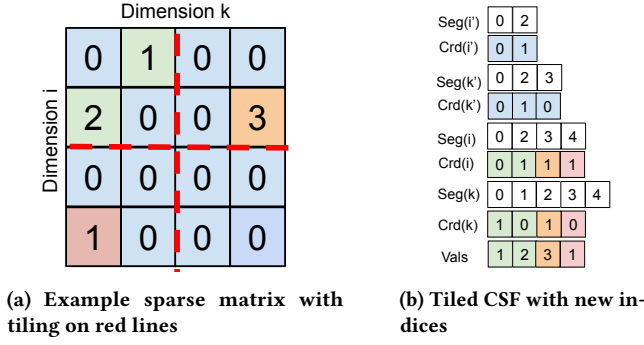 Dimension k
Dimension i
0 1 0 0
2 0 0 3
0 0 0 0
1 0 0 0
(a) Example sparse matrix with
tiling on red lines
Seg(i') 0 2
Crd(i') 0 1
Seg(k') 0 2 3
Crd(k') 0 1 0
Seg(i) 0 2 3 4
Crd(i) 0 1 1 1
Seg(k) 0 1 2 3 4
Crd(k) 1 0 1 0
Vals 1 2 3 1
(b) Tiled CSF with new in-
dices